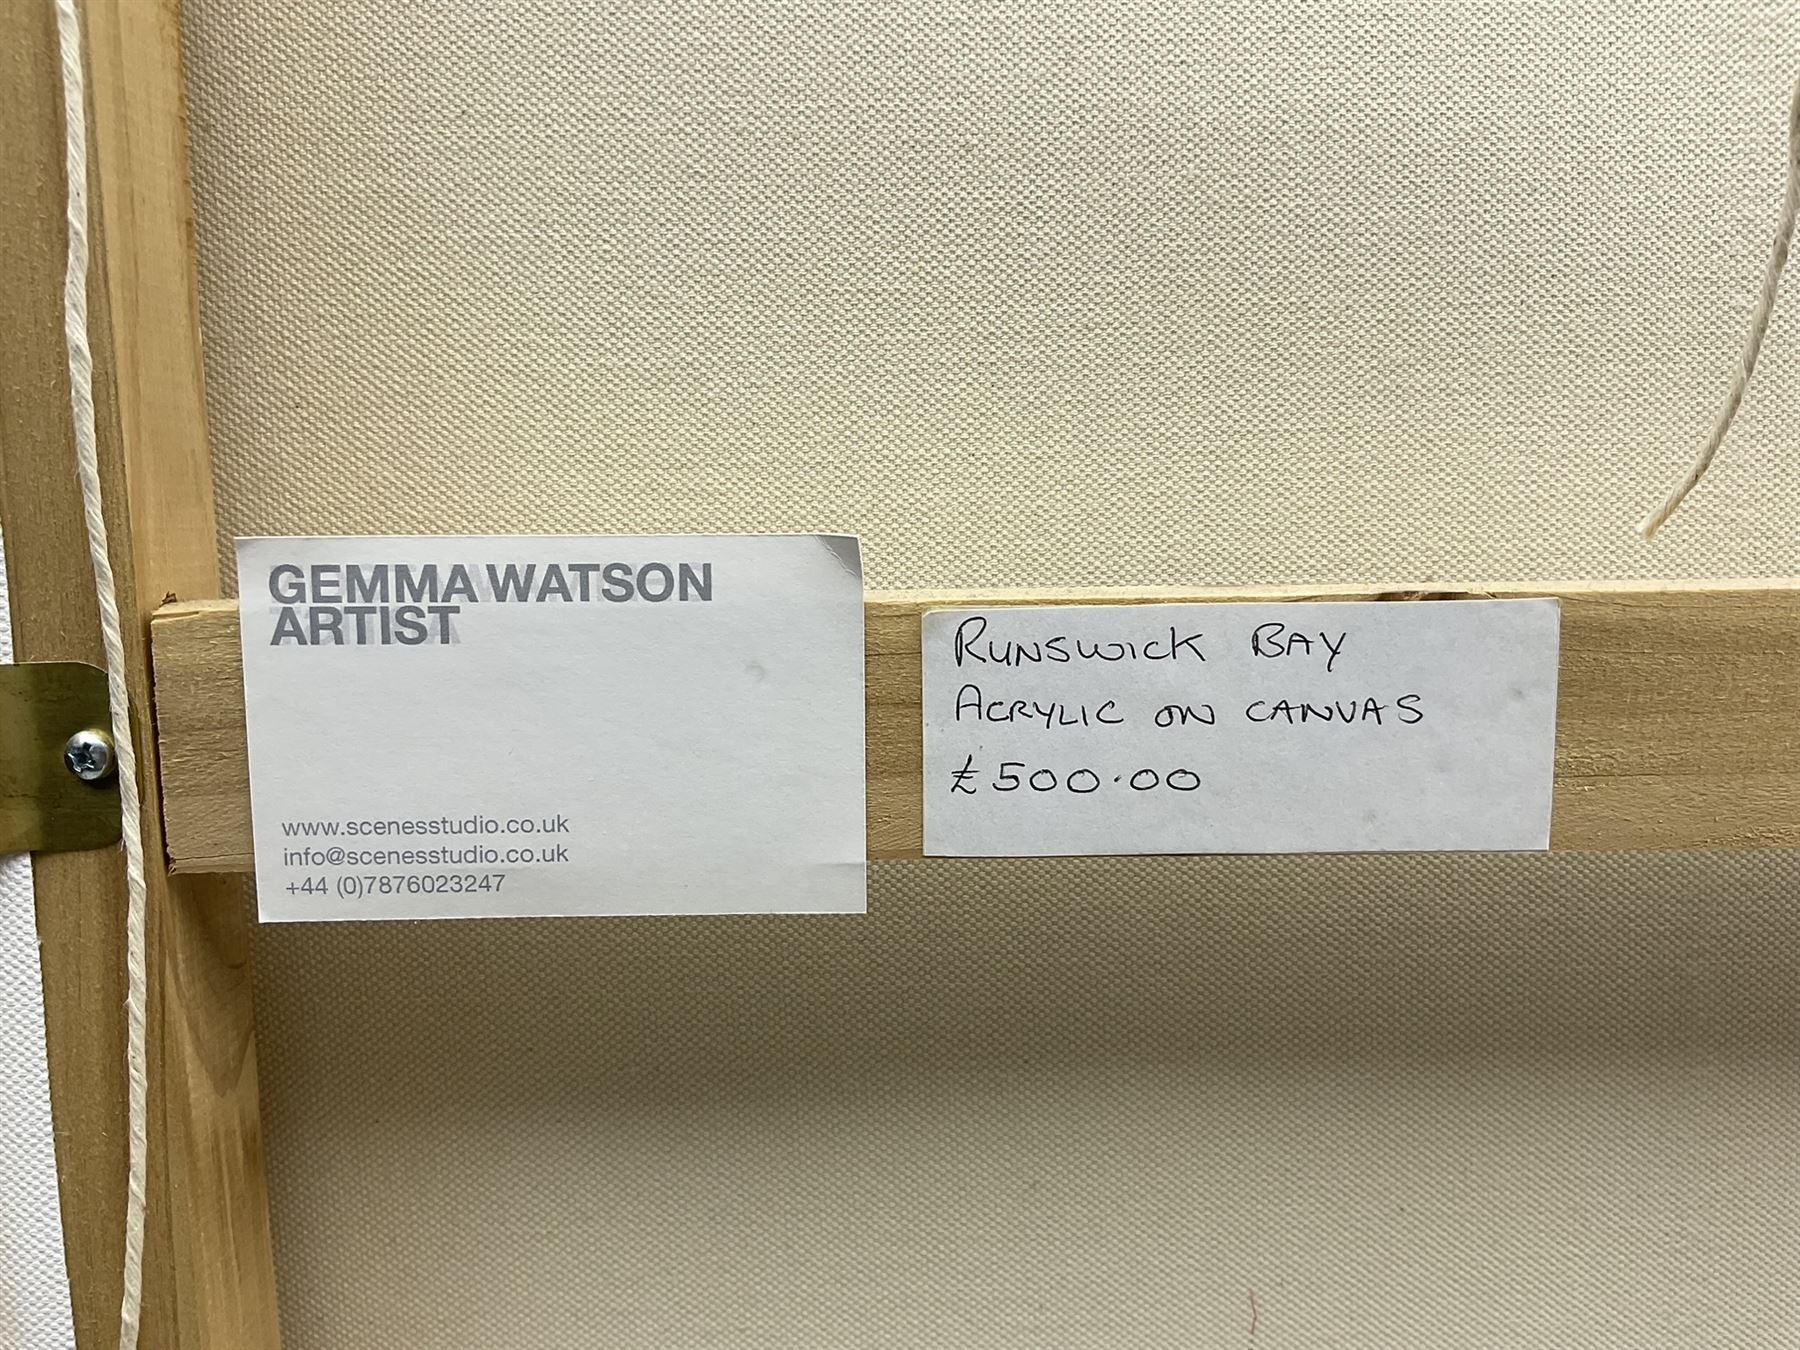 GEMMA WATSON
ARTIST
www.scenesstudio.co.uk
info@scenesstudio.co.uk
+44 (0)7876023247
RUNSWICK BAY
ACRYLIC ON CANVAS
£500.00